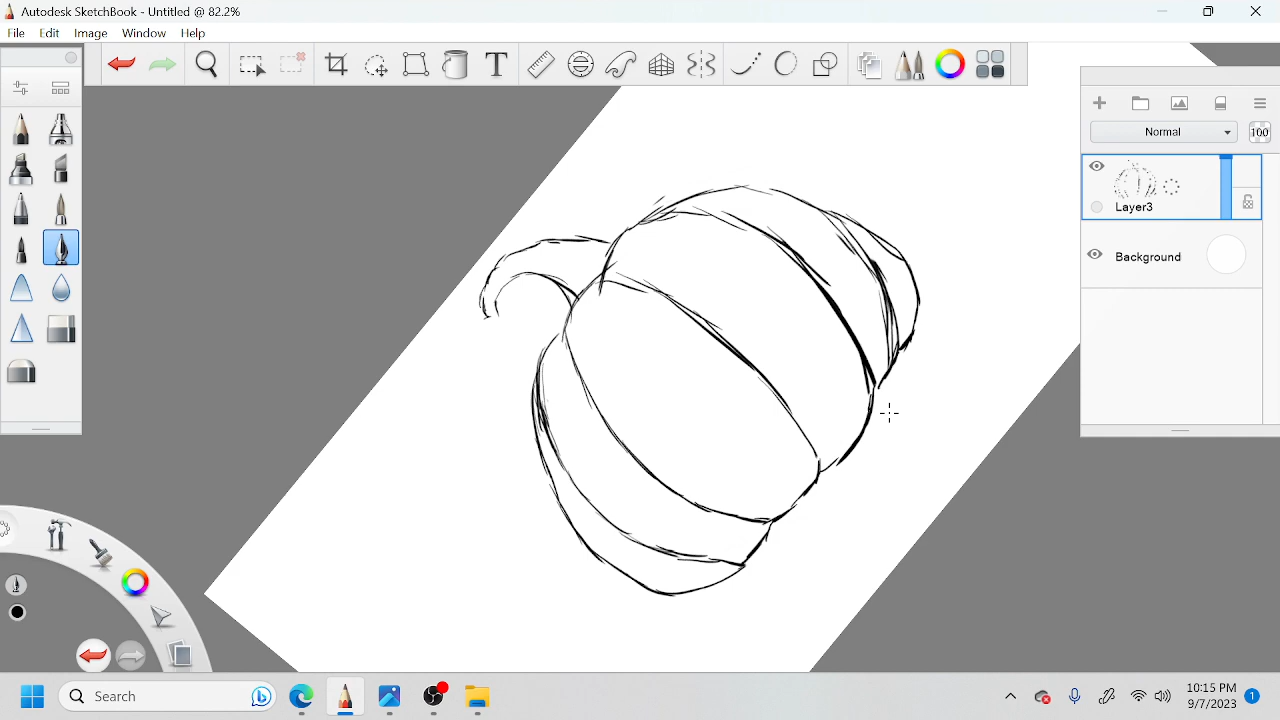 Autodesk SketchBook - Untitled @ 82.2%
File Edit Image Window Help
T
Normal 100
Layer3
Background
Search
10:15 PM
9/7/2023 1